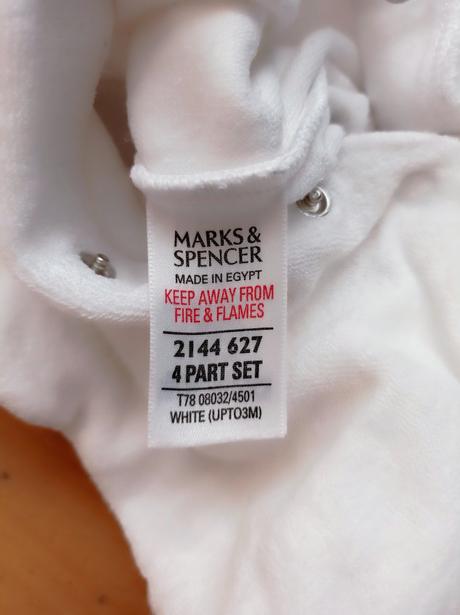 MARKS &
SPENCER
MADE IN EGYPT
KEEP AWAY FROM
FIRE & FLAMES
2144 627
4 PART SET
T78 08032/4501
WHITE (UPTO3M)